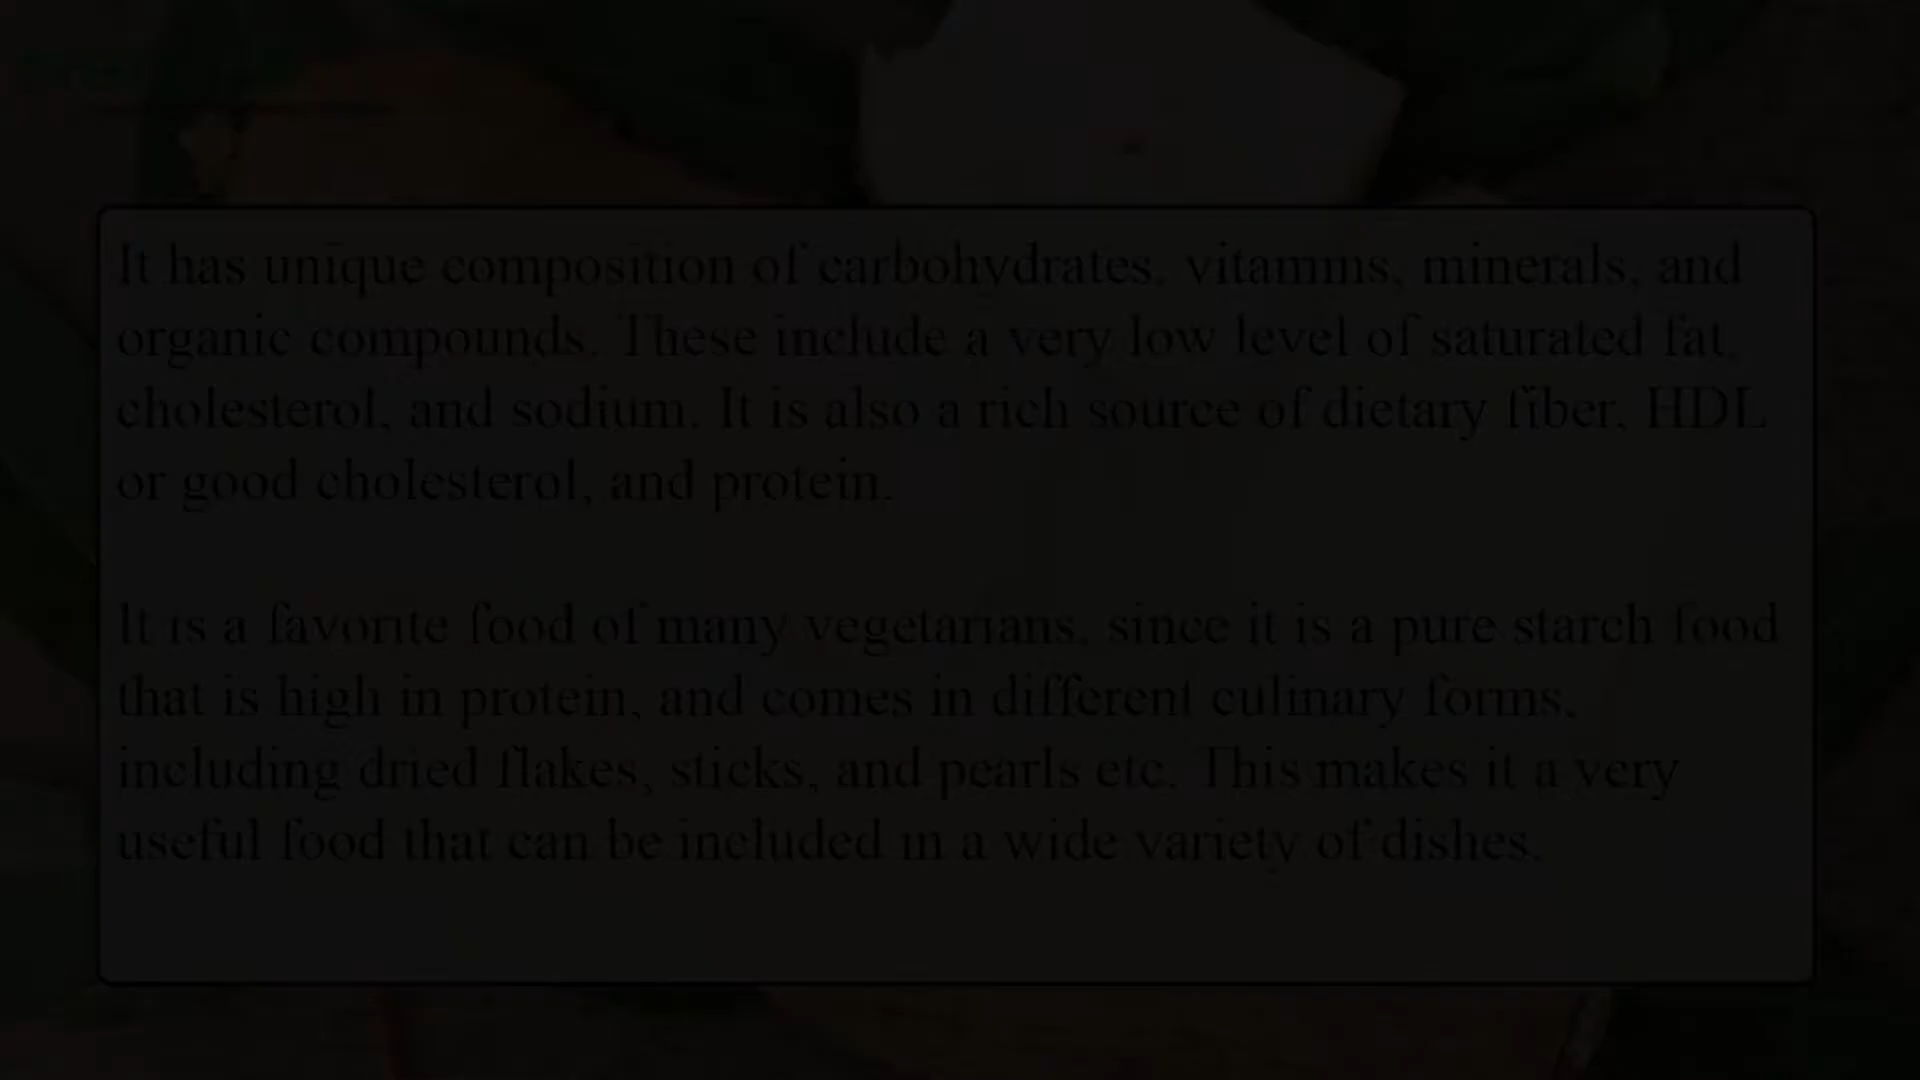 It has unique composition of carbohydrates, vitamins, minerals, and
organic compounds. These include a very low level of saturated fat,
cholesterol, and sodium. It is also a rich source of dietary fiber, HDL
or good cholesterol, and protein.
It is a favorite food of many vegetarians, since it is a pure starch food
that is high in protein, and comes in different culinary forms,
including dried flakes, sticks, and pearls etc. This makes it a very
useful food that can be included in a wide variety of dishes.